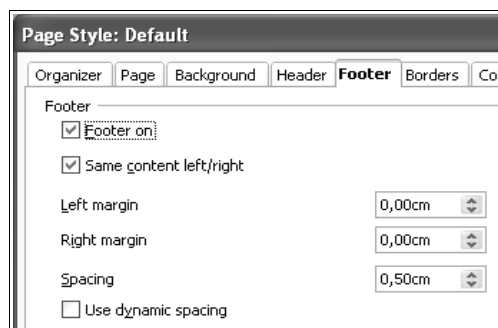 Page Style: Default
Organizer Page Background Header Footer Borders Co
Footer
Footer on
Same content left/right
Left margin 0,00cm
Right margin 0,00cm
Spacing 0,50cm
Use dynamic spacing